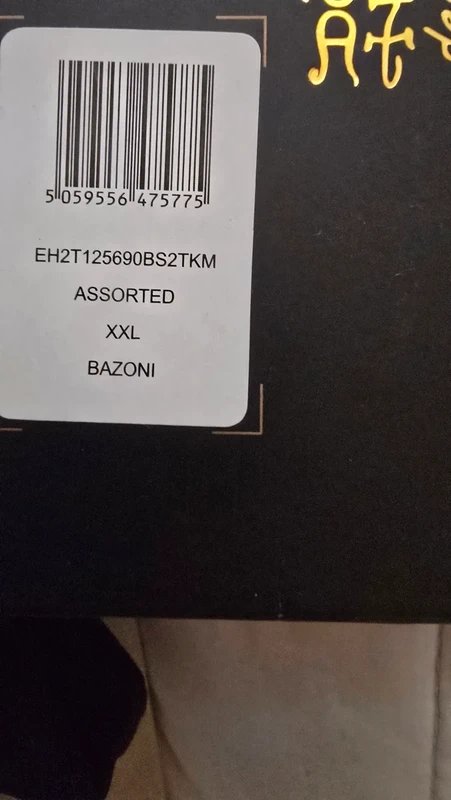 5 059556 475775
EH2T125690BS2TKM
ASSORTED
XXL
BAZONI